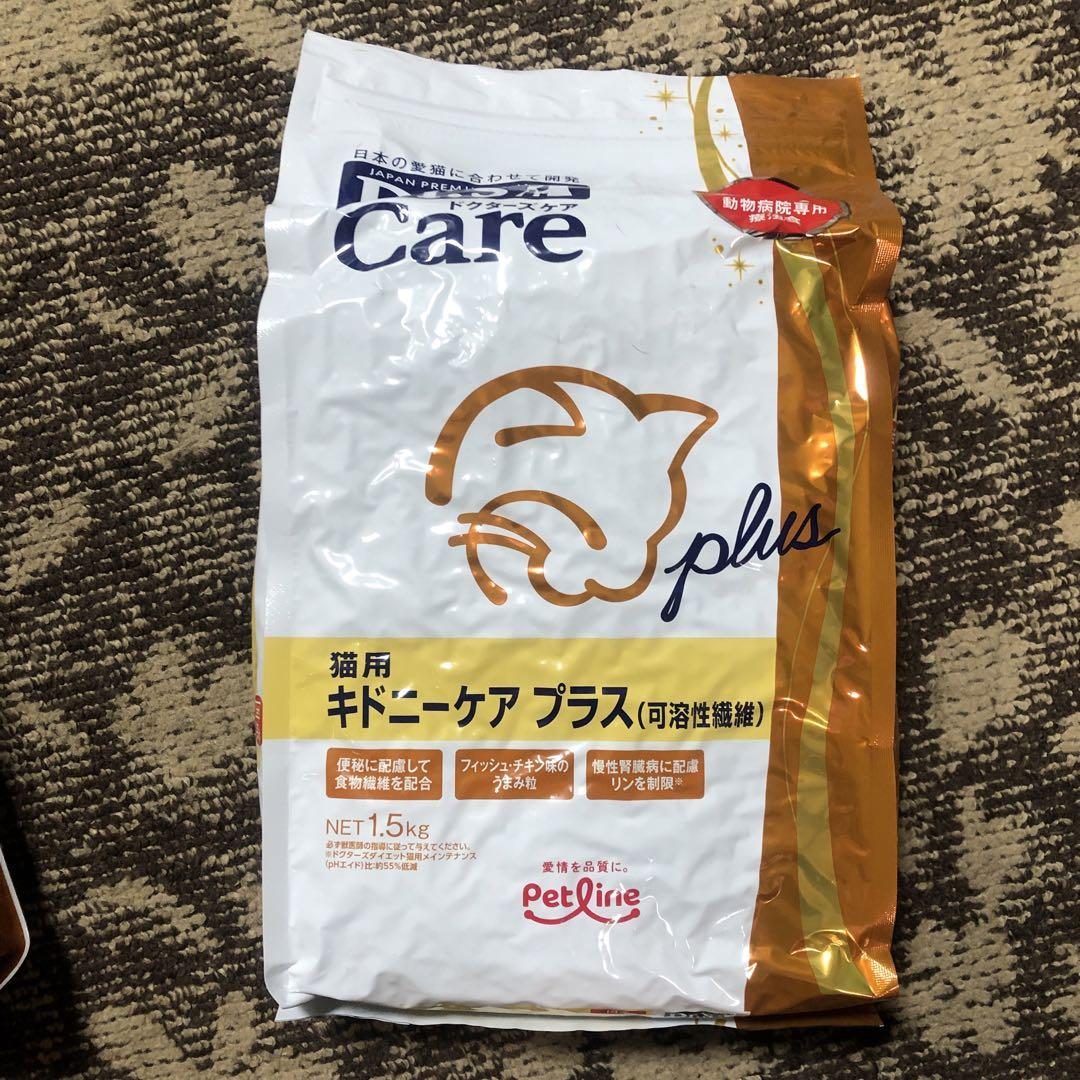 日本の愛猫に合わせて開発
JAPAN PREMI
ドクターズケア
Care
動物病院専用
療法食
plus
猫用
キドニーケア プラス(可溶性繊維)
便秘に配慮して
食物繊維を配合
フィッシュ・チキン味の
うまみ粒
慢性腎臓病に配慮
リンを制限※
NET 1.5kg
必ず獣医師の指導に従って与えてください。
※ドクターズダイエット猫用メインテナンス
(pHエイド)比:約55%低減
愛情を品質に。
Petline